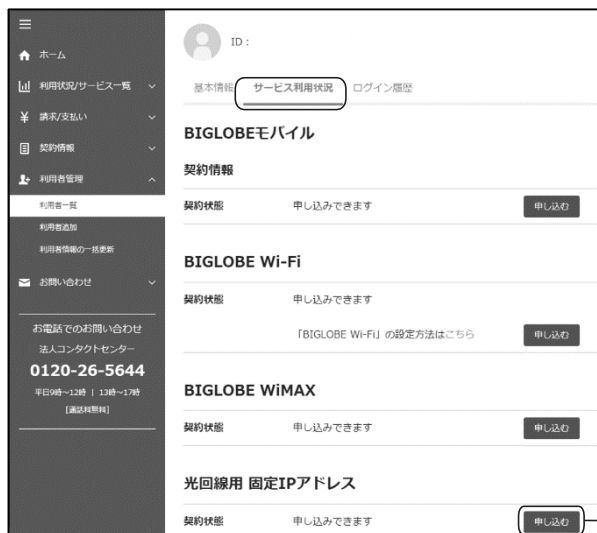 ホーム
利用状況/サービス一覧
請求/支払い
契約情報
利用者管理
利用者一覧
利用者追加
利用者情報の一括更新
お問い合わせ
お電話でのお問い合わせ
法人コンタクトセンター
0120-26-5644
平日9時~12時 | 13時~17時
[通話料無料]
ID:
基本情報 サービス利用状況 ログイン履歴
BIGLOBEモバイル
契約情報
契約状態 申し込みできます 申し込む
BIGLOBE Wi-Fi
契約状態 申し込みできます
「BIGLOBE Wi-Fi」の設定方法はこちら 申し込む
BIGLOBE WiMAX
契約状態 申し込みできます 申し込む
光回線用 固定IPアドレス
契約状態 申し込みできます 申し込む